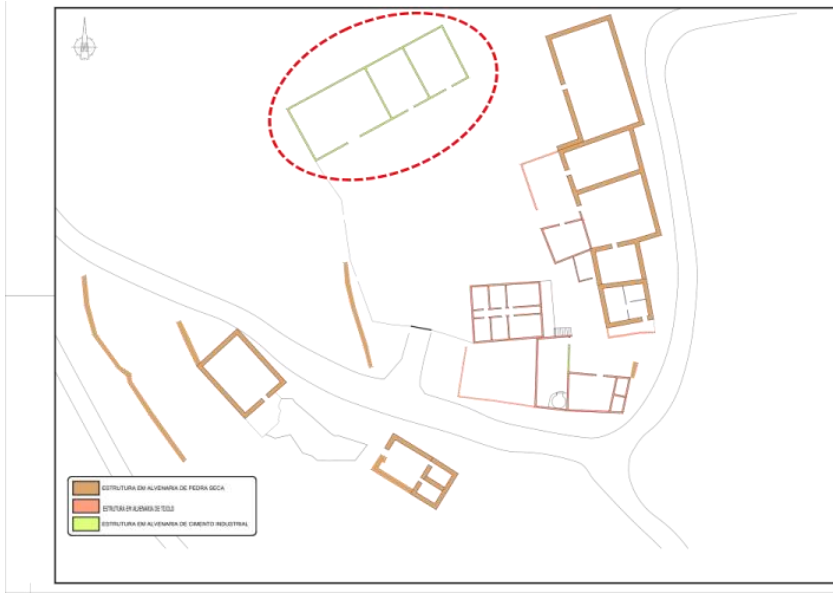 ESTRUTURA EM ALVENARIA DE PEDRA SECA
ESTRUTURA EM ALVENARIA DE TIJOLO
ESTRUTURA EM ALVENARIA DE CIMENTO INDUSTRIAL